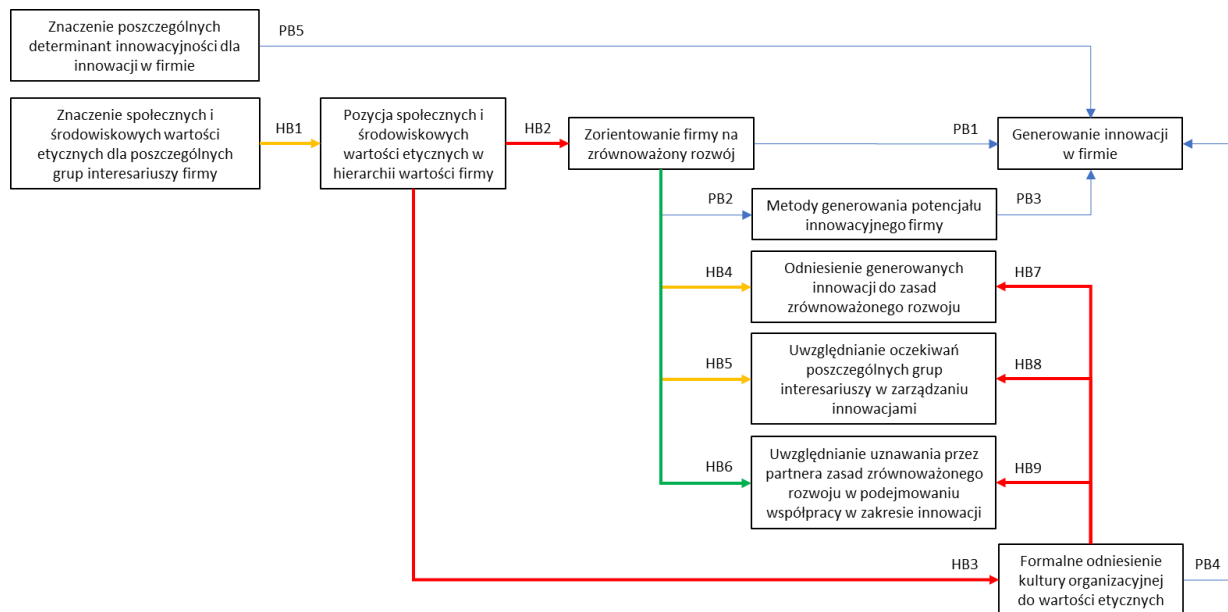 Znaczenie poszczególnych
determinant innowacyjności dla
innowacji w firmie
PB5
Znaczenie społecznych i
środowiskowych wartości
etycznych dla poszczególnych
grup interesariuszy firmy
HB1
Pozycja społecznych i
środowiskowych
wartości etycznych w
hierarchii wartości firmy
HB2
Zorientowanie firmy na
zrównoważony rozwój
PB1
Generowanie innowacji
w firmie
PB2
Metody generowania potencjału
innowacyjnego firmy
PB3
HB4
Odniesienie generowanych
innowacji do zasad
zrównoważonego rozwoju
HB7
HB5
Uwzględnianie oczekiwań
poszczególnych grup
interesariuszy w zarządzaniu
innowacjami
HB8
HB6
Uwzględnianie uznawania przez
partnera zasad zrównoważonego
rozwoju w podejmowaniu
współpracy w zakresie innowacji
HB9
HB3
Formalne odniesienie
kultury organizacyjnej
do wartości etycznych
PB4